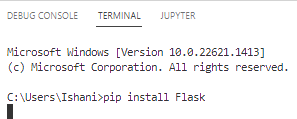 DEBUG CONSOLE TERMINAL JUPYTER
Microsoft Windows [Version 10.0.22621.1413]
(c) Microsoft Corporation. All rights reserved.
C:\Users\Ishani>pip install Flask